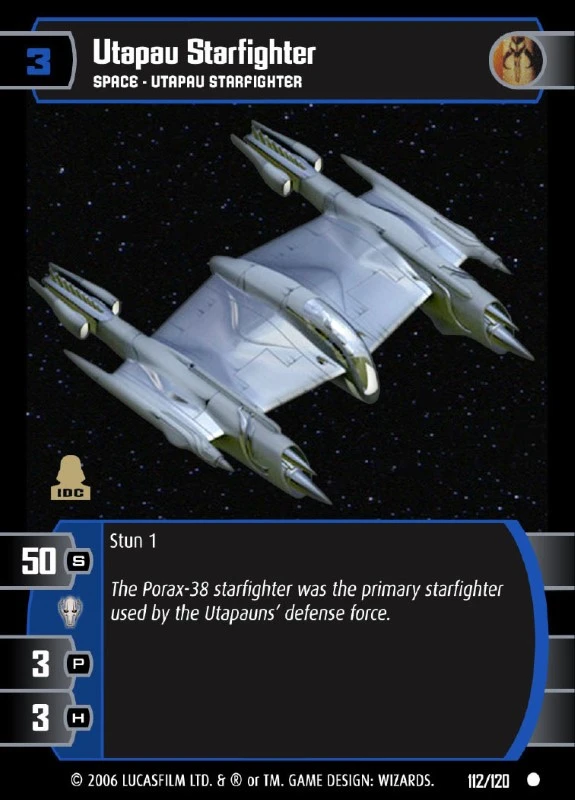 3
Utapau Starfighter
SPACE - UTAPAU STARFIGHTER
IDC
50 S
Stun 1
The Porax-38 starfighter was the primary starfighter
used by the Utapauns' defense force.
3 P
3 H
© 2006 LUCASFILM LTD. & ® or TM. GAME DESIGN: WIZARDS. 112/120